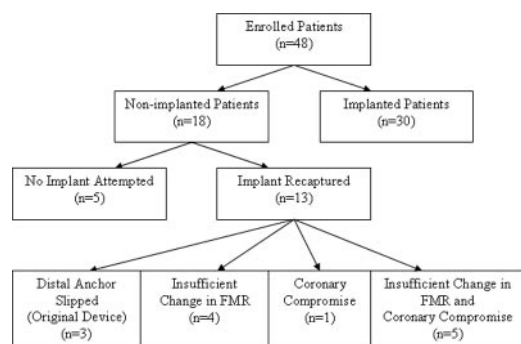 Enrolled Patients
(n=48)
Non-implanted Patients
(n=18)
Implanted Patients
(n=30)
No Implant Attempted
(n=5)
Implant Recaptured
(n=13)
Distal Anchor
Slipped
(Original Device)
(n=3)
Insufficient
Change in FMR
(n=4)
Coronary
Compromise
(n=1)
Insufficient Change in
FMR and
Coronary Compromise
(n=5)